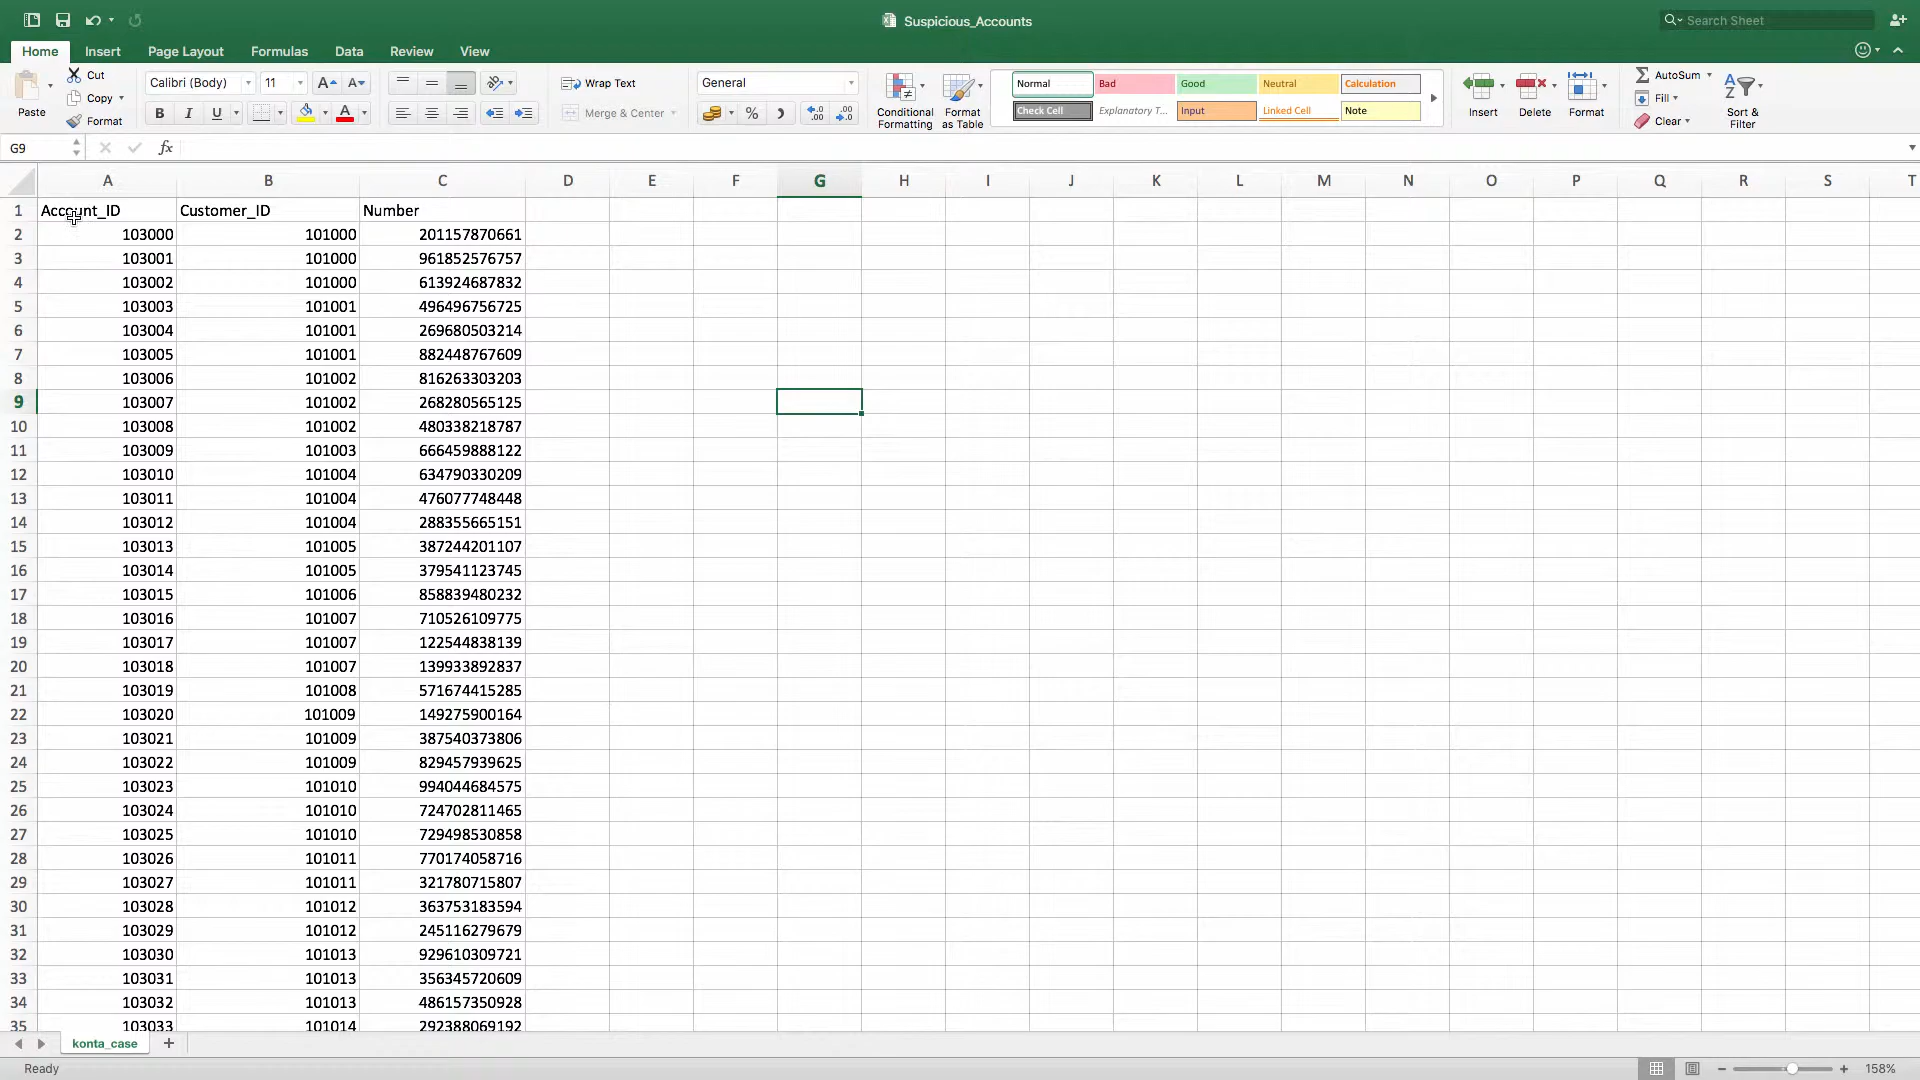 Suspicious_Accounts
Search Sheet
Home Insert Page Layout Formulas Data Review View
Paste
Cut
Copy
Format
Calibri (Body) 11
A A
B I U A
Wrap Text
Merge & Center
General
% )
.00 .0
Conditional Formatting
Format as Table
Normal Bad Good Neutral Calculation
Check Cell Explanatory T... Input Linked Cell Note
Insert Delete Format
AutoSum
Fill
Clear
Sort & Filter
G9 fx
A B C D E F G H I J K L M N O P Q R S T
1 Account_ID Customer_ID Number
2 103000 101000 201157870661
3 103001 101000 961852576757
4 103002 101000 613924687832
5 103003 101001 496496756725
6 103004 101001 269680503214
7 103005 101001 882448767609
8 103006 101002 816263303203
9 103007 101002 268280565125
10 103008 101002 480338218787
11 103009 101003 666459888122
12 103010 101004 634790330209
13 103011 101004 476077748448
14 103012 101004 288355665151
15 103013 101005 387244201107
16 103014 101005 379541123745
17 103015 101006 858839480232
18 103016 101007 710526109775
19 103017 101007 122544838139
20 103018 101007 139933892837
21 103019 101008 571674415285
22 103020 101009 149275900164
23 103021 101009 387540373806
24 103022 101009 829457939625
25 103023 101010 994044684575
26 103024 101010 724702811465
27 103025 101010 729498530858
28 103026 101011 770174058716
29 103027 101011 321780715807
30 103028 101012 363753183594
31 103029 101012 245116279679
32 103030 101013 929610309721
33 103031 101013 356345720609
34 103032 101013 486157350928
35 103033 101014 292388069192
konta_case
Ready
158%